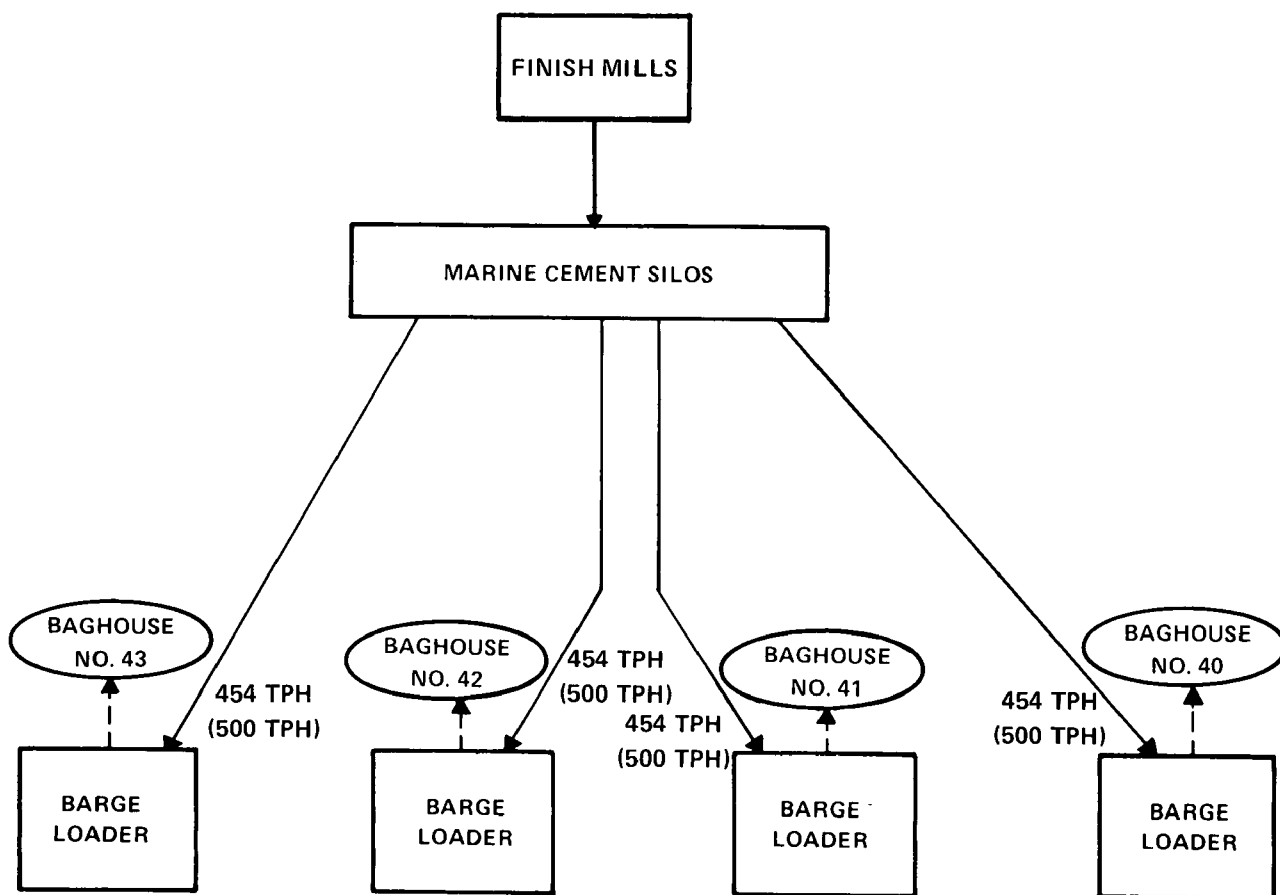 FINISH MILLS
MARINE CEMENT SILOS
BAGHOUSE
NO. 43
BAGHOUSE
NO. 42
BAGHOUSE
NO. 41
BAGHOUSE
NO. 40
454 TPH
(500 TPH)
454 TPH
(500 TPH)
454 TPH
(500 TPH)
454 TPH
(500 TPH)
BARGE
LOADER
BARGE
LOADER
BARGE
LOADER
BARGE
LOADER